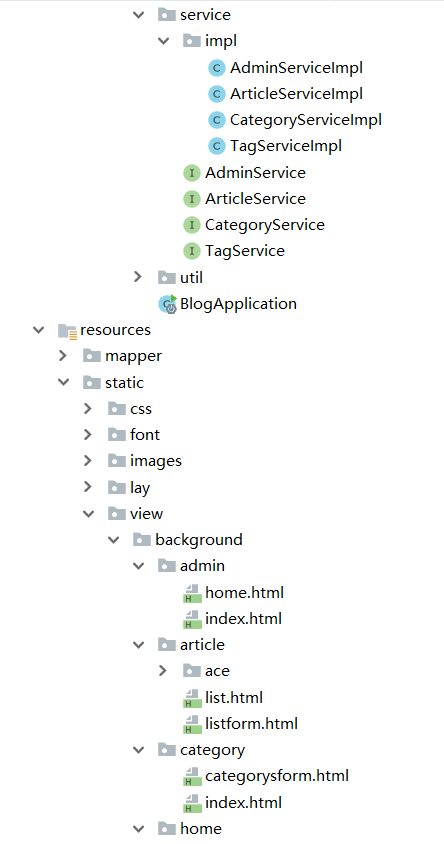 service
impl
AdminServiceImpl
ArticleServiceImpl
CategoryServiceImpl
TagServiceImpl
AdminService
ArticleService
CategoryService
TagService
util
BlogApplication
resources
mapper
static
css
font
images
lay
view
background
admin
home.html
index.html
article
ace
list.html
listform.html
category
categorysform.html
index.html
home